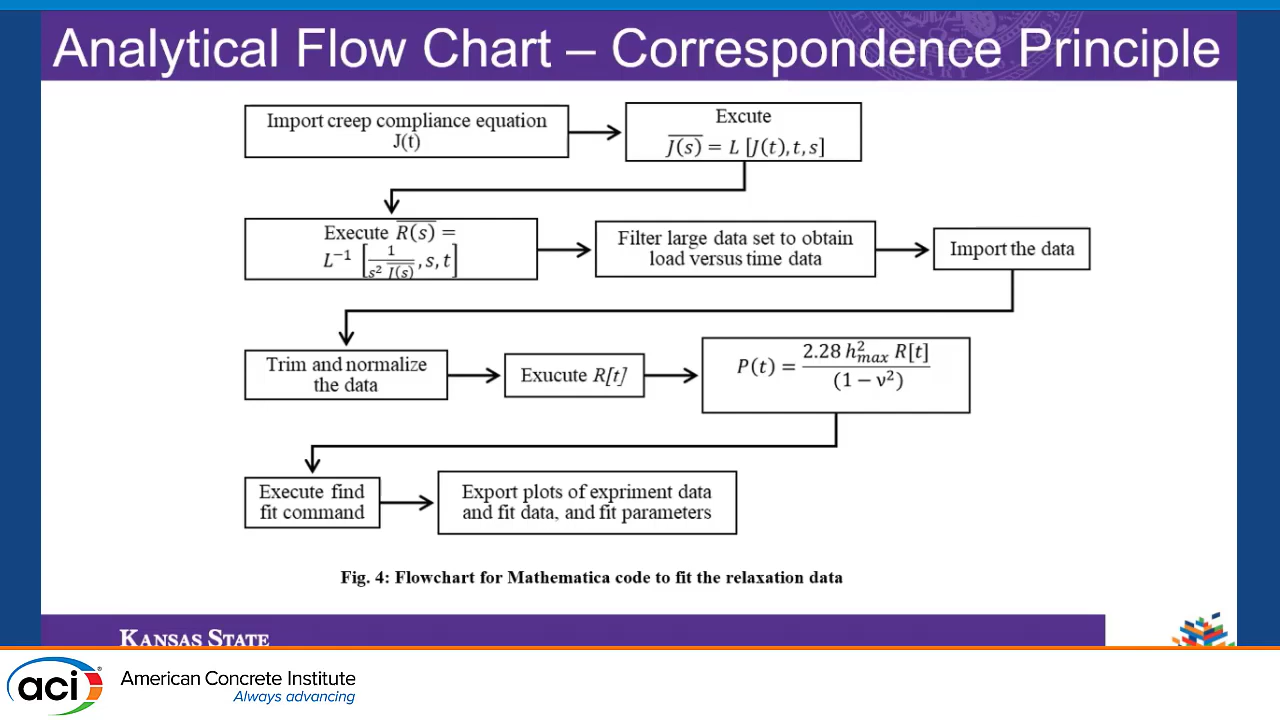 Analytical Flow Chart – Correspondence Principle
Import creep compliance equation
J(t)
Excute
J̅(̅s̅)̅ = L [J(t), t, s]
Execute R̅(̅s̅)̅ =
L⁻¹ [1 / (s² J̅(̅s̅)̅), s, t]
Filter large data set to obtain
load versus time data
Import the data
Trim and normalize
the data
Exucute R[t]
P(t) = 2.28 h²max R[t] / (1 − ν²)
Execute find
fit command
Export plots of expriment data
and fit data, and fit parameters
Fig. 4: Flowchart for Mathematica code to fit the relaxation data
KANSAS STATE
aci®
American Concrete Institute
Always advancing